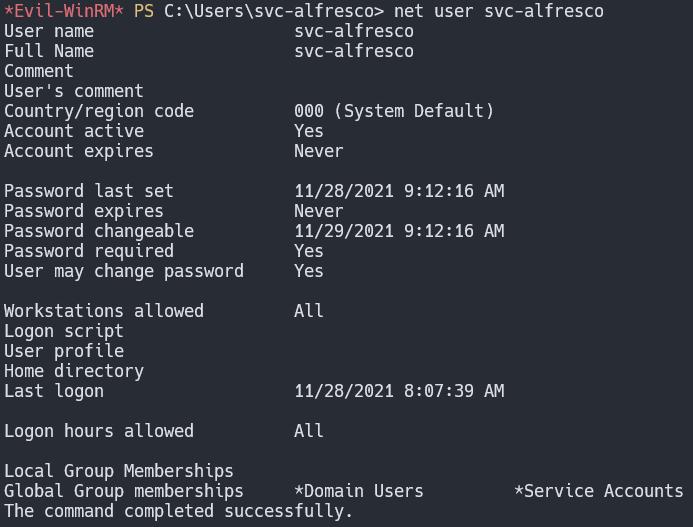 *Evil-WinRM* PS C:\Users\svc-alfresco> net user svc-alfresco
User name                    svc-alfresco
Full Name                    svc-alfresco
Comment
User's comment
Country/region code          000 (System Default)
Account active               Yes
Account expires              Never

Password last set            11/28/2021 9:12:16 AM
Password expires             Never
Password changeable          11/29/2021 9:12:16 AM
Password required            Yes
User may change password     Yes

Workstations allowed         All
Logon script
User profile
Home directory
Last logon                   11/28/2021 8:07:39 AM

Logon hours allowed          All

Local Group Memberships
Global Group memberships     *Domain Users         *Service Accounts
The command completed successfully.